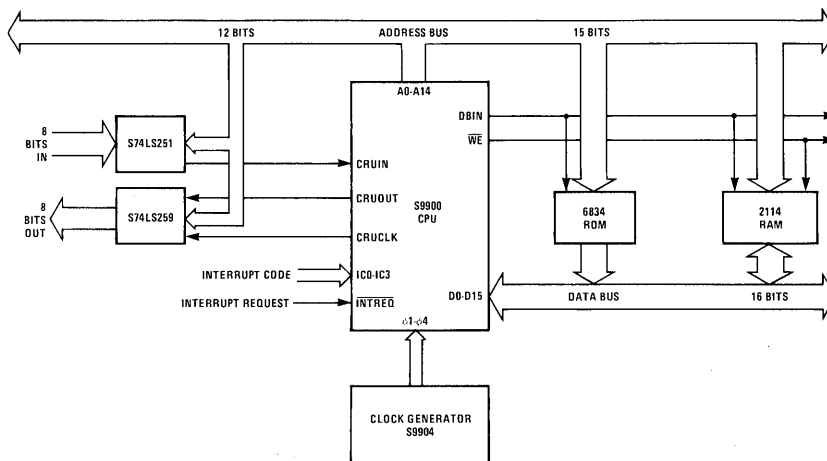 12 BITS
ADDRESS BUS
15 BITS
A0-A14
DBIN
W̅E̅
8
BITS
IN
S74LS251
CRUIN
S74LS259
CRUOUT
CRUCLK
8
BITS
OUT
S9900
CPU
6834
ROM
2114
RAM
INTERRUPT CODE
IC0-IC3
INTERRUPT REQUEST
I̅N̅T̅R̅E̅Q̅
D0-D15
DATA BUS
16 BITS
ϕ1-ϕ4
CLOCK GENERATOR
S9904